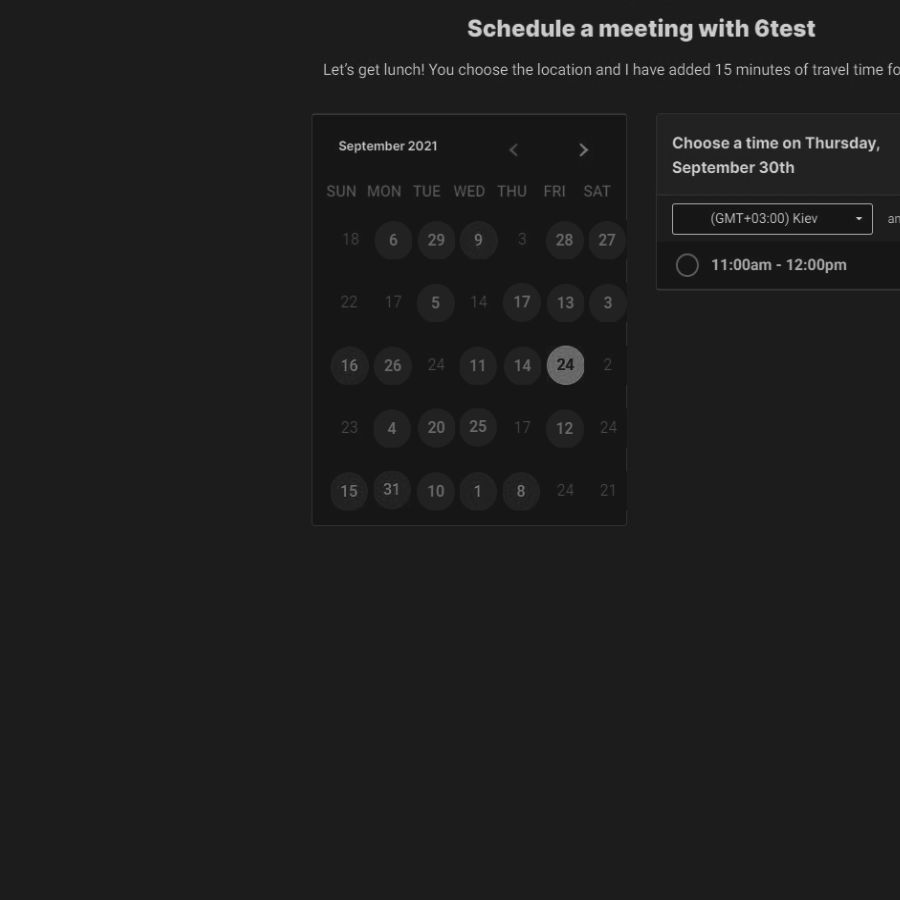 Schedule a meeting with 6test
Let's get lunch! You choose the location and I have added 15 minutes of travel time fo
September 2021
SUN MON TUE WED THU FRI SAT
18 6 29 9 3 28 27
22 17 5 14 17 13 3
16 26 24 11 14 24 2
23 4 20 25 17 12 24
15 31 10 1 8 24 21
Choose a time on Thursday,
September 30th
(GMT+03:00) Kiev an
11:00am - 12:00pm